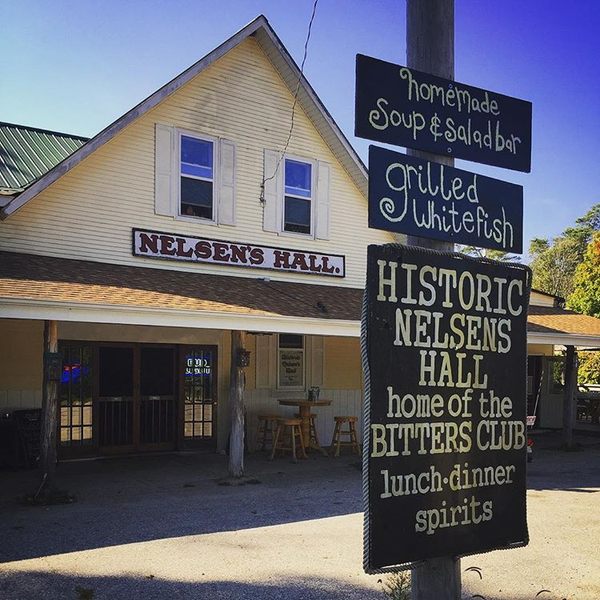 homemade
Soup & salad bar
grilled
whitefish
NELSEN'S HALL.
HISTORIC
NELSENS
HALL
home of the
BITTERS CLUB
lunch·dinner
spirits